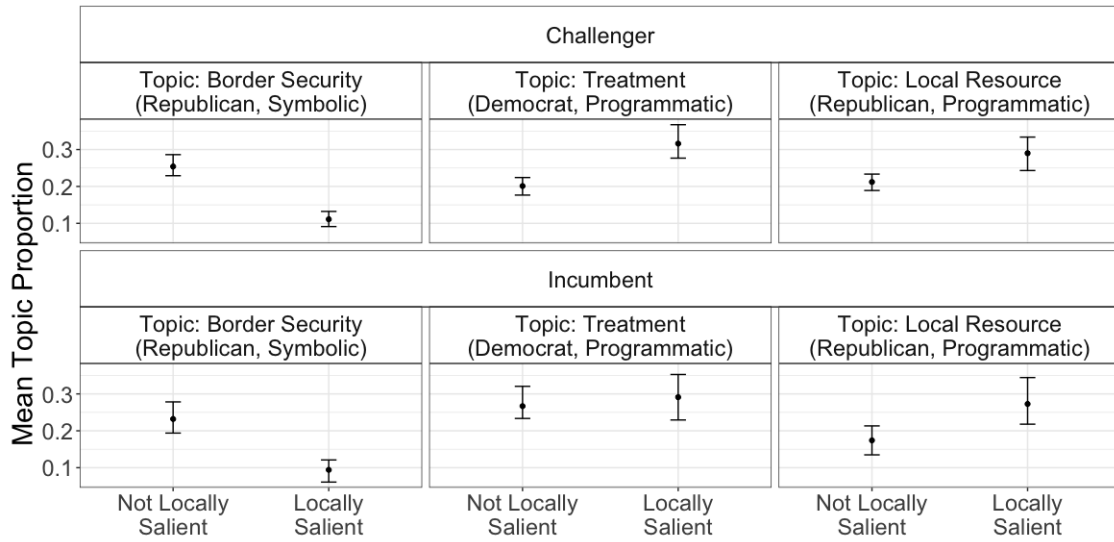 Challenger
Topic: Border Security
(Republican, Symbolic)
Topic: Treatment
(Democrat, Programmatic)
Topic: Local Resource
(Republican, Programmatic)
0.3
0.2
0.1
Mean Topic Proportion
Incumbent
Topic: Border Security
(Republican, Symbolic)
Topic: Treatment
(Democrat, Programmatic)
Topic: Local Resource
(Republican, Programmatic)
0.3
0.2
0.1
Not Locally
Salient
Locally
Salient
Not Locally
Salient
Locally
Salient
Not Locally
Salient
Locally
Salient